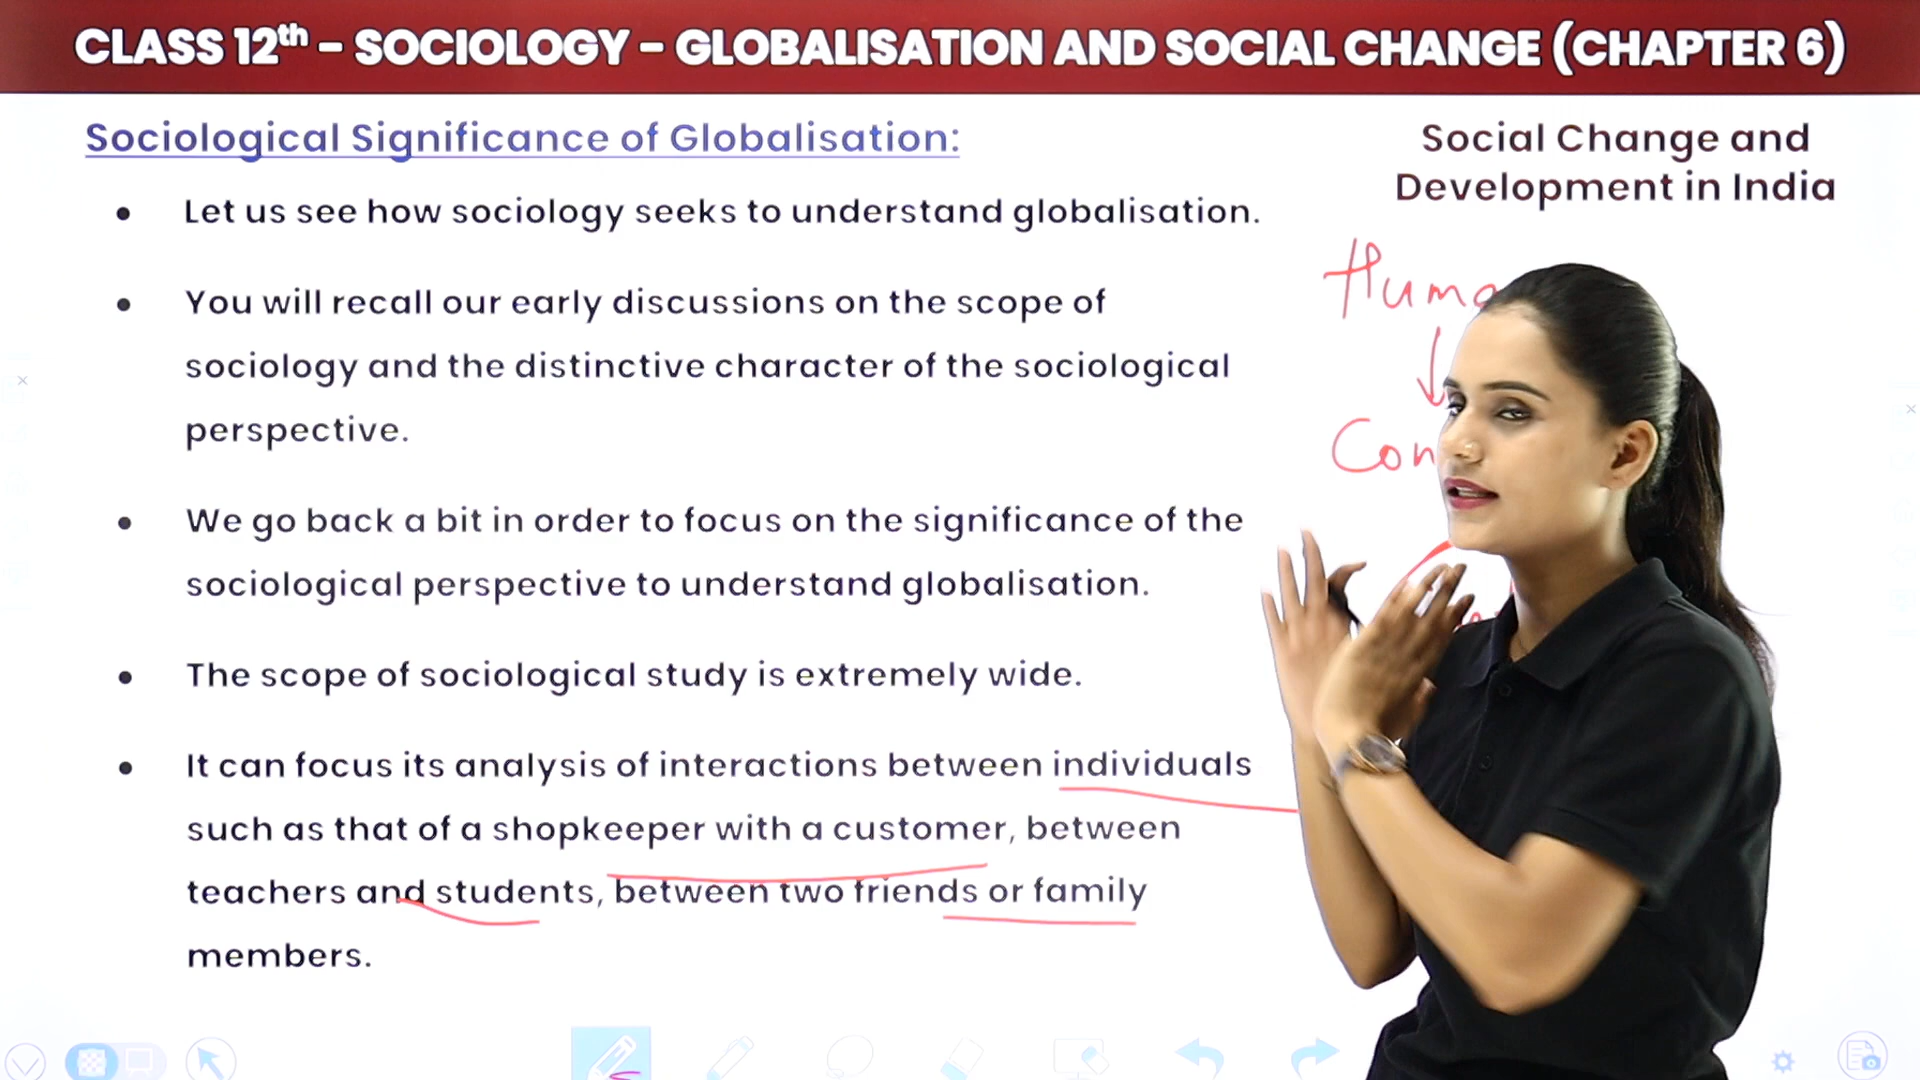 CLASS 12th – SOCIOLOGY – GLOBALISATION AND SOCIAL CHANGE (CHAPTER 6)
Sociological Significance of Globalisation:
Social Change and
Development in India
• Let us see how sociology seeks to understand globalisation.
• You will recall our early discussions on the scope of
sociology and the distinctive character of the sociological
perspective.
• We go back a bit in order to focus on the significance of the
sociological perspective to understand globalisation.
• The scope of sociological study is extremely wide.
• It can focus its analysis of interactions between individuals
such as that of a shopkeeper with a customer, between
teachers and students, between two friends or family
members.